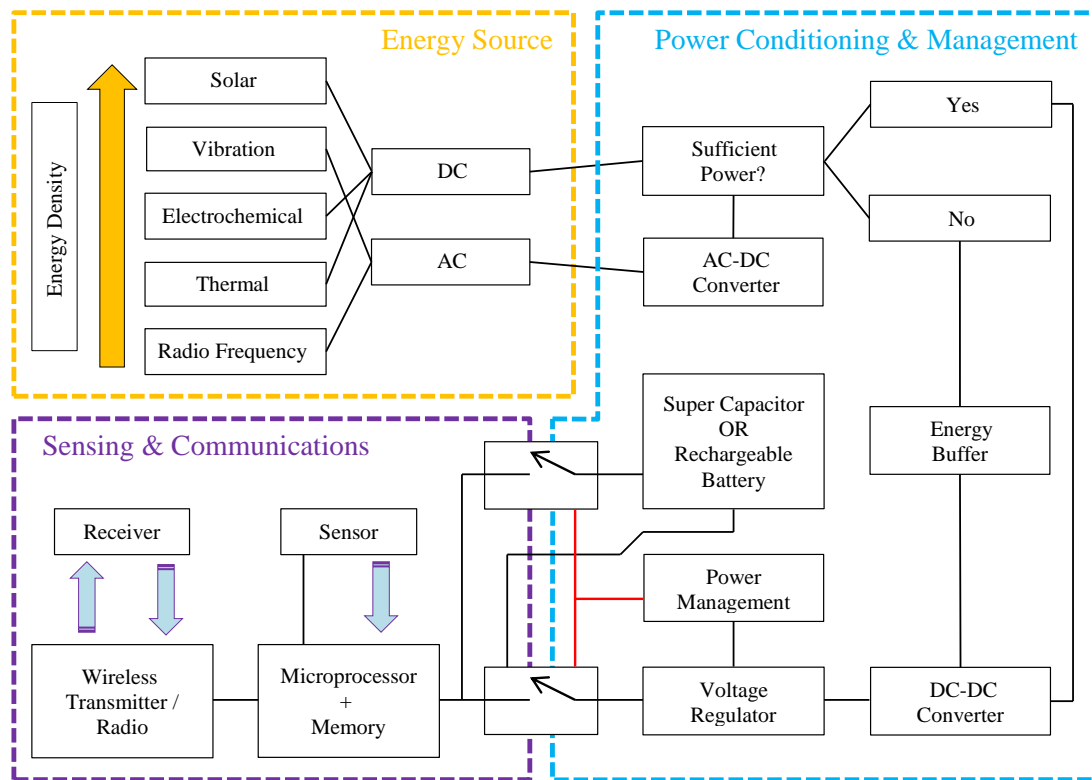 Energy Source
Energy Density
Solar
Vibration
Electrochemical
Thermal
Radio Frequency
DC
AC
Power Conditioning & Management
Sufficient
Power?
Yes
No
AC-DC
Converter
Super Capacitor
OR
Rechargeable
Battery
Energy
Buffer
Power
Management
Voltage
Regulator
DC-DC
Converter
Sensing & Communications
Receiver
Sensor
Wireless
Transmitter /
Radio
Microprocessor
+
Memory